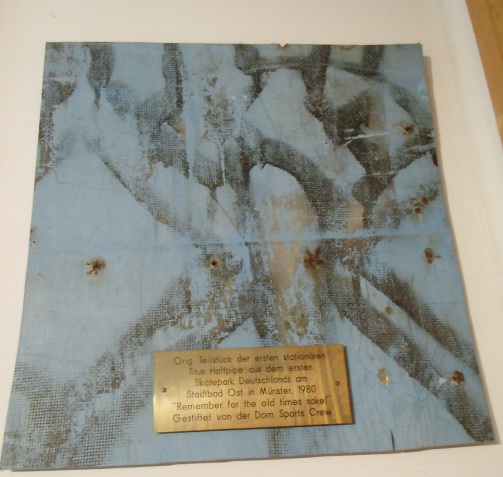 Orig. Teilstück der ersten stationären
Titus Halfpipe aus dem ersten
Skatepark Deutschlands am
Stadtbad Ost in Münster, 1980
"Remember for the old times sake!"
Gestiftet von der Dom Sports Crew